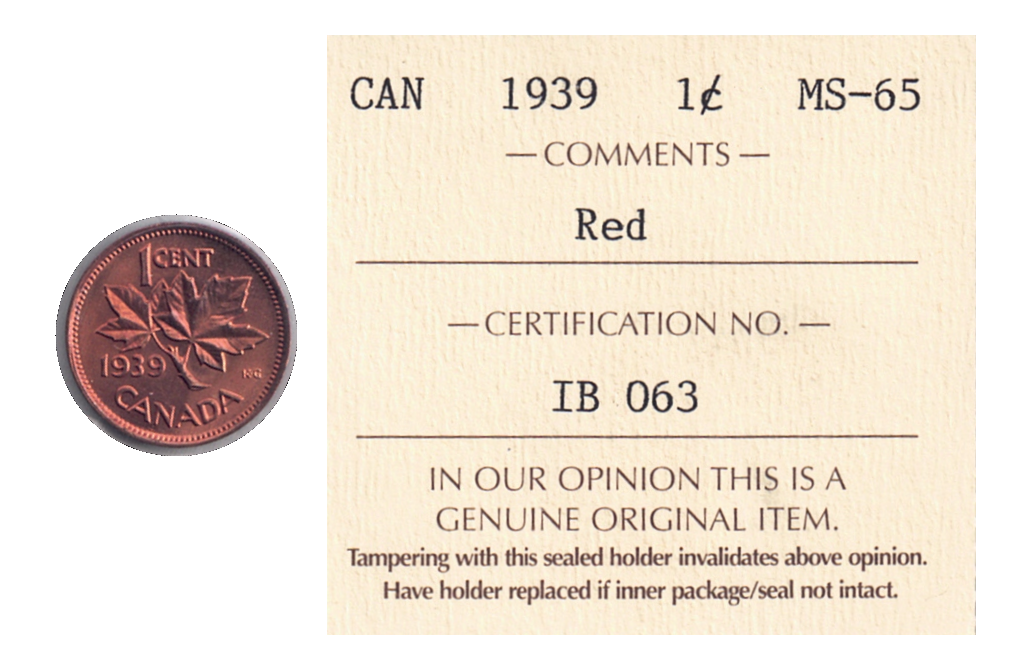 1 CENT
1939
KG
CANADA
CAN 1939 1¢ MS-65
— COMMENTS —
Red
— CERTIFICATION NO. —
IB 063
IN OUR OPINION THIS IS A
GENUINE ORIGINAL ITEM.
Tampering with this sealed holder invalidates above opinion.
Have holder replaced if inner package/seal not intact.